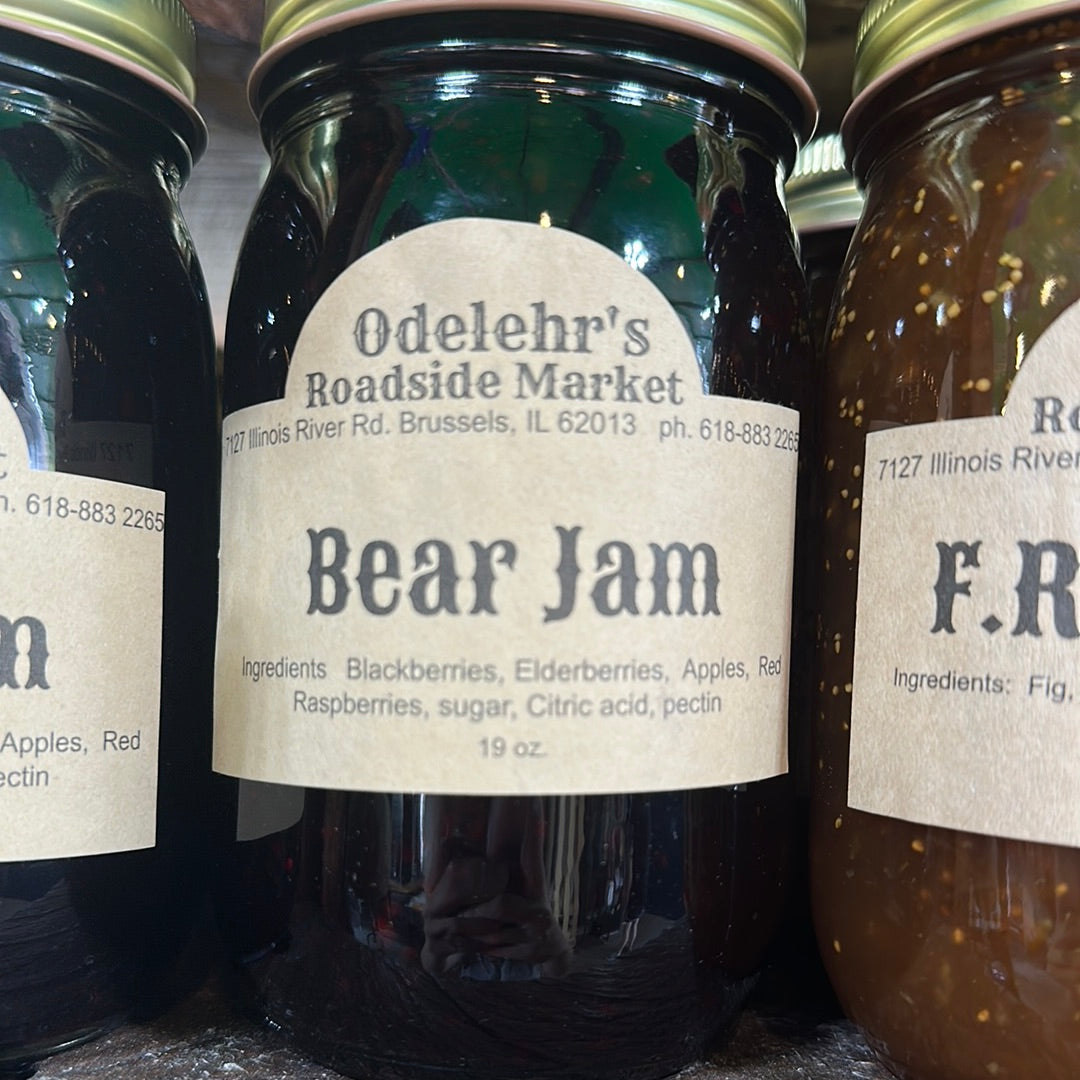 Odelehr's
Roadside Market
7127 Illinois River Rd. Brussels, IL 62013 ph. 618-883 2265
Bear Jam
Ingredients Blackberries, Elderberries, Apples, Red
Raspberries, sugar, Citric acid, pectin
19 oz.
618-883 2265
Apples, Red
7127 Illinois River
F.R
Ingredients: Fig,